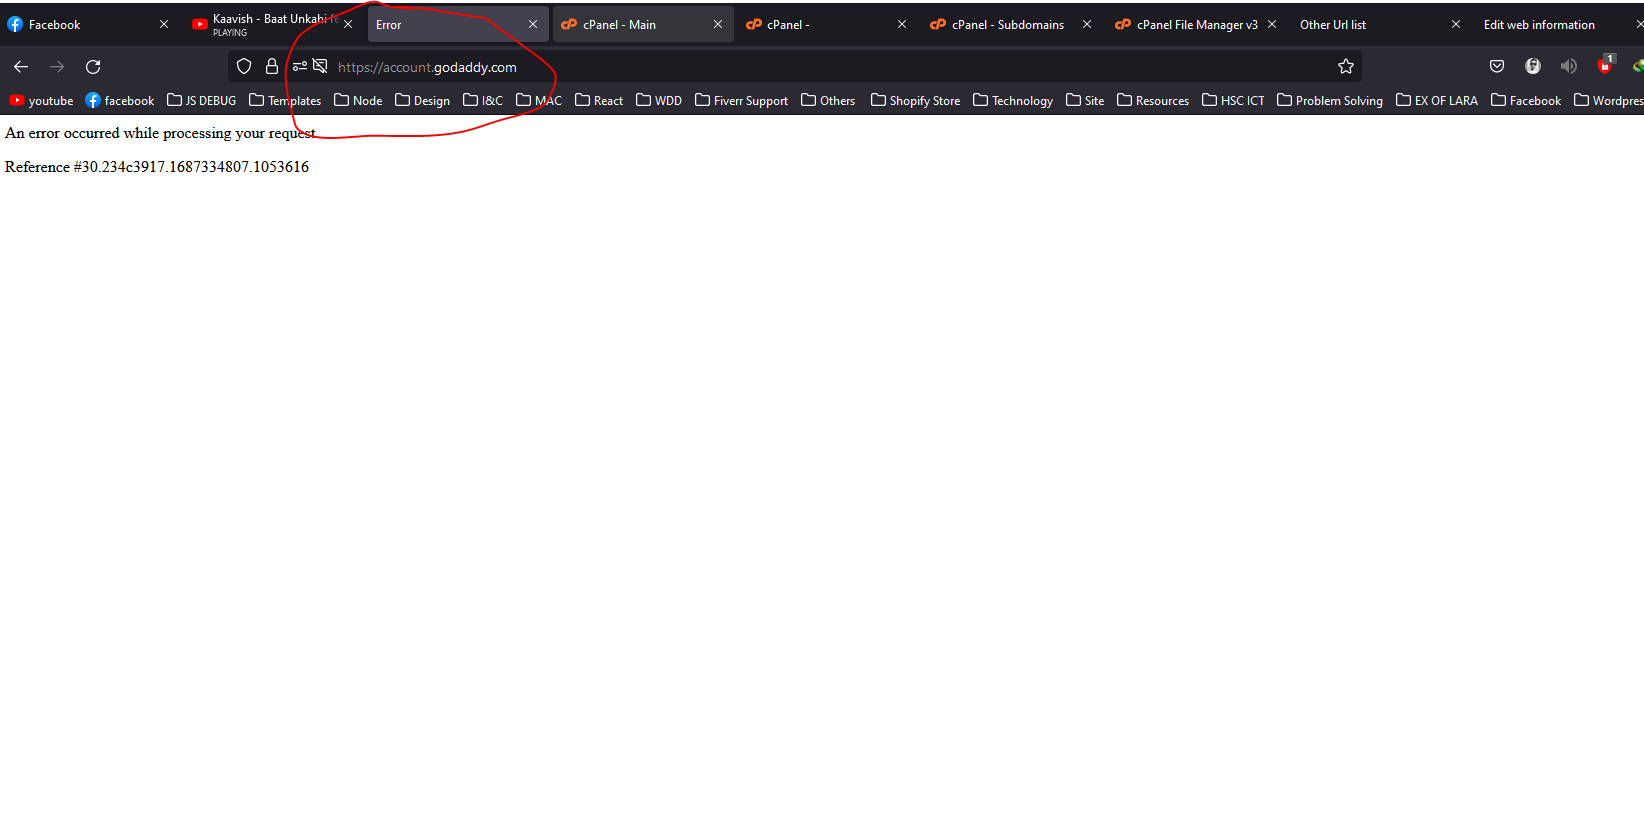 Facebook
Kaavish - Baat Unkahi fe
PLAYING
Error
cPanel - Main
cPanel -
cPanel - Subdomains
cPanel File Manager v3
Other Url list
Edit web information
https://account.godaddy.com
1
youtube
facebook
JS DEBUG
Templates
Node
Design
I&C
MAC
React
WDD
Fiverr Support
Others
Shopify Store
Technology
Site
Resources
HSC ICT
Problem Solving
EX OF LARA
Facebook
Wordpres
An error occurred while processing your request.
Reference #30.234c3917.1687334807.1053616